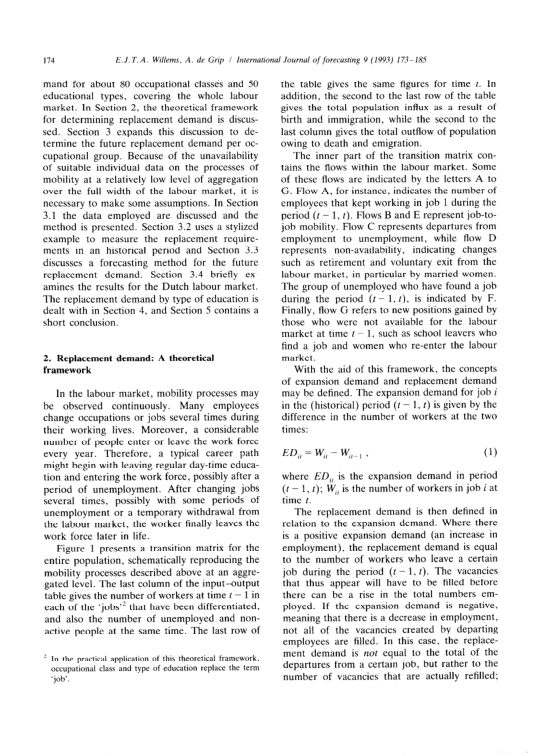 174
E.J.T.A. Willems, A. de Grip / International Journal of forecasting 9 (1993) 173–185
mand for about 80 occupational classes and 50
educational types, covering the whole labour
market. In Section 2, the theoretical framework
for determining replacement demand is discus-
sed. Section 3 expands this discussion to de-
termine the future replacement demand per oc-
cupational group. Because of the unavailability
of suitable individual data on the processes of
mobility at a relatively low level of aggregation
over the full width of the labour market, it is
necessary to make some assumptions. In Section
3.1 the data employed are discussed and the
method is presented. Section 3.2 uses a stylized
example to measure the replacement require-
ments in an historical period and Section 3.3
discusses a forecasting method for the future
replacement demand. Section 3.4 briefly ex-
amines the results for the Dutch labour market.
The replacement demand by type of education is
dealt with in Section 4, and Section 5 contains a
short conclusion.
2. Replacement demand: A theoretical
framework
In the labour market, mobility processes may
be observed continuously. Many employees
change occupations or jobs several times during
their working lives. Moreover, a considerable
number of people enter or leave the work force
every year. Therefore, a typical career path
might begin with leaving regular day-time educa-
tion and entering the work force, possibly after a
period of unemployment. After changing jobs
several times, possibly with some periods of
unemployment or a temporary withdrawal from
the labour market, the worker finally leaves the
work force later in life.
Figure 1 presents a transition matrix for the
entire population, schematically reproducing the
mobility processes described above at an aggre-
gated level. The last column of the input–output
table gives the number of workers at time t − 1 in
each of the 'jobs'² that have been differentiated,
and also the number of unemployed and non-
active people at the same time. The last row of
² In the practical application of this theoretical framework,
occupational class and type of education replace the term
'job'.
the table gives the same figures for time t. In
addition, the second to the last row of the table
gives the total population influx as a result of
birth and immigration, while the second to the
last column gives the total outflow of population
owing to death and emigration.
The inner part of the transition matrix con-
tains the flows within the labour market. Some
of these flows are indicated by the letters A to
G. Flow A, for instance, indicates the number of
employees that kept working in job 1 during the
period (t − 1, t). Flows B and E represent job-to-
job mobility. Flow C represents departures from
employment to unemployment, while flow D
represents non-availability, indicating changes
such as retirement and voluntary exit from the
labour market, in particular by married women.
The group of unemployed who have found a job
during the period (t − 1, t), is indicated by F.
Finally, flow G refers to new positions gained by
those who were not available for the labour
market at time t − 1, such as school leavers who
find a job and women who re-enter the labour
market.
With the aid of this framework, the concepts
of expansion demand and replacement demand
may be defined. The expansion demand for job i
in the (historical) period (t − 1, t) is given by the
difference in the number of workers at the two
times:
ED_it = W_it − W_it−1 , (1)
where ED_it is the expansion demand in period
(t − 1, t); W_it is the number of workers in job i at
time t.
The replacement demand is then defined in
relation to the expansion demand. Where there
is a positive expansion demand (an increase in
employment), the replacement demand is equal
to the number of workers who leave a certain
job during the period (t − 1, t). The vacancies
that thus appear will have to be filled before
there can be a rise in the total numbers em-
ployed. If the expansion demand is negative,
meaning that there is a decrease in employment,
not all of the vacancies created by departing
employees are filled. In this case, the replace-
ment demand is not equal to the total of the
departures from a certain job, but rather to the
number of vacancies that are actually refilled;